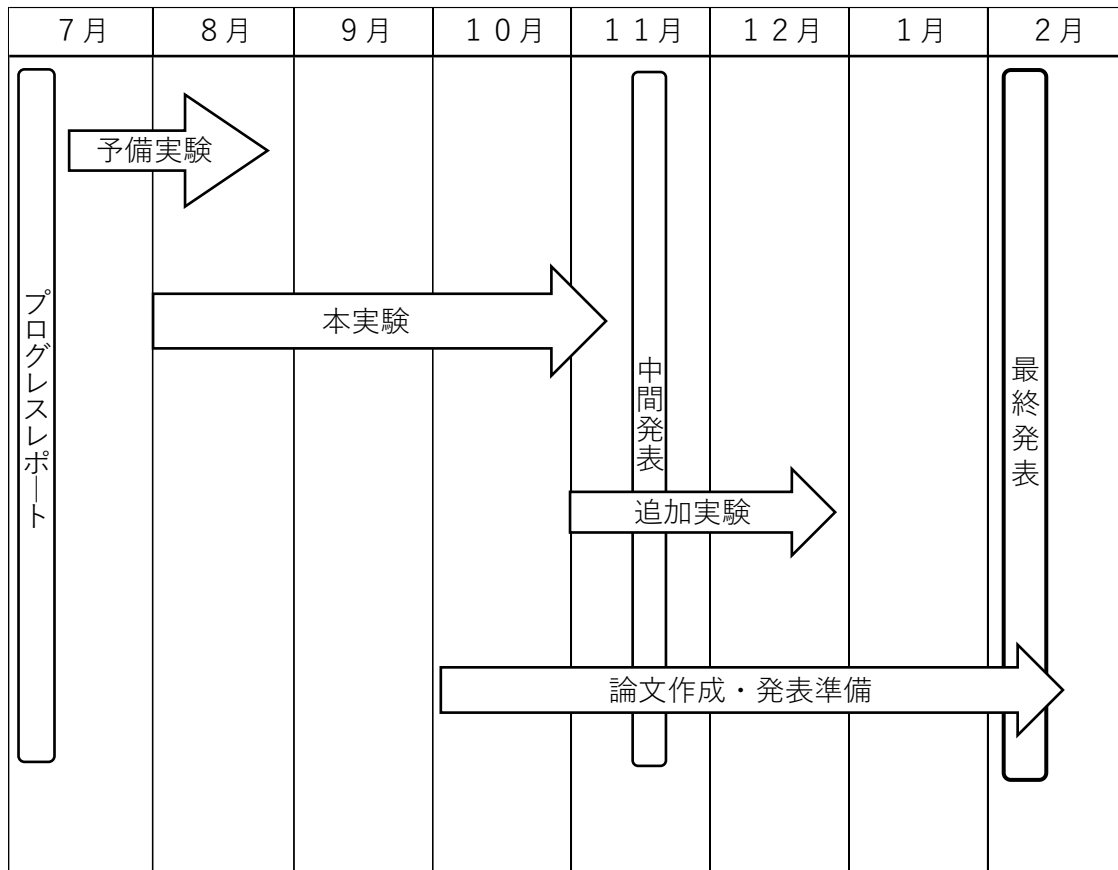 ７月 ８月 ９月 １０月 １１月 １２月 １月 ２月
プログレスレポート
予備実験
本実験
中間発表
追加実験
論文作成・発表準備
最終発表